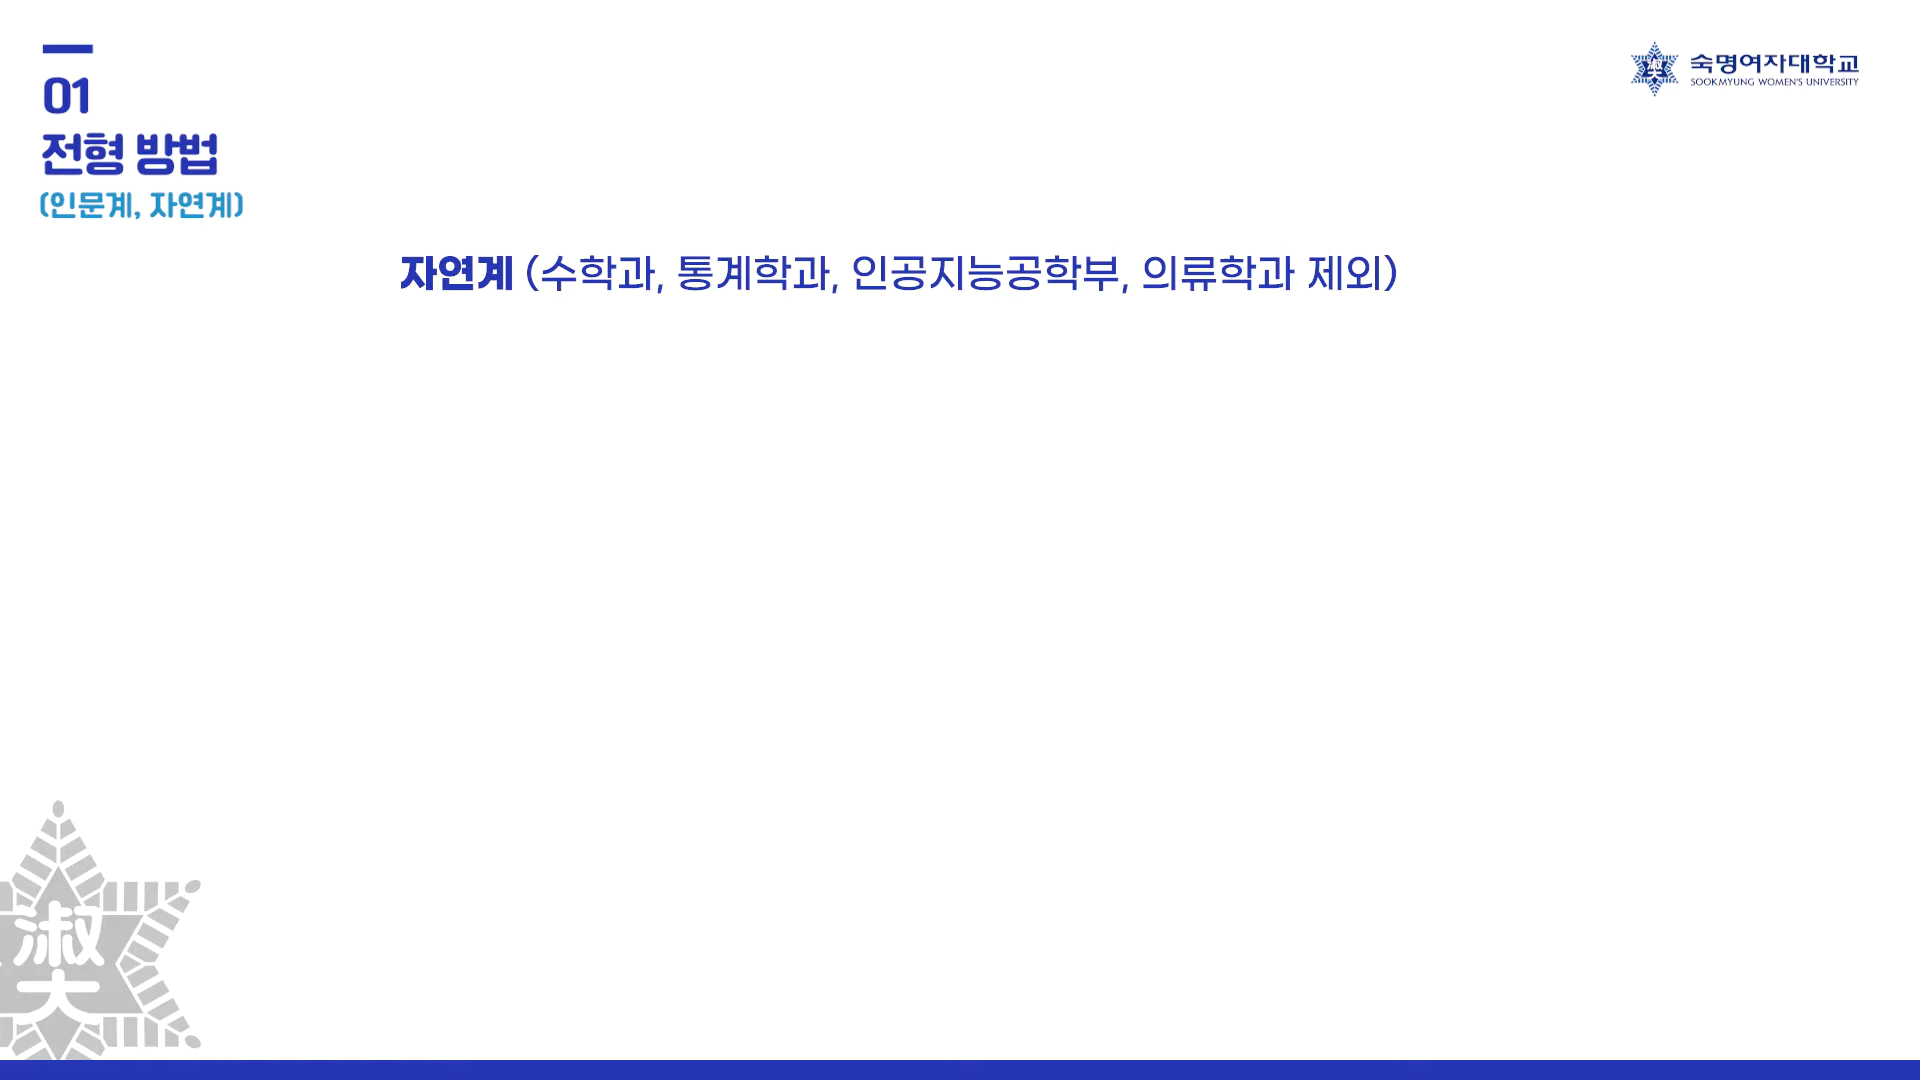 01
전형 방법
(인문계, 자연계)
숙명여자대학교
SOOKMYUNG WOMEN'S UNIVERSITY
자연계 (수학과, 통계학과, 인공지능공학부, 의류학과 제외)
淑
大